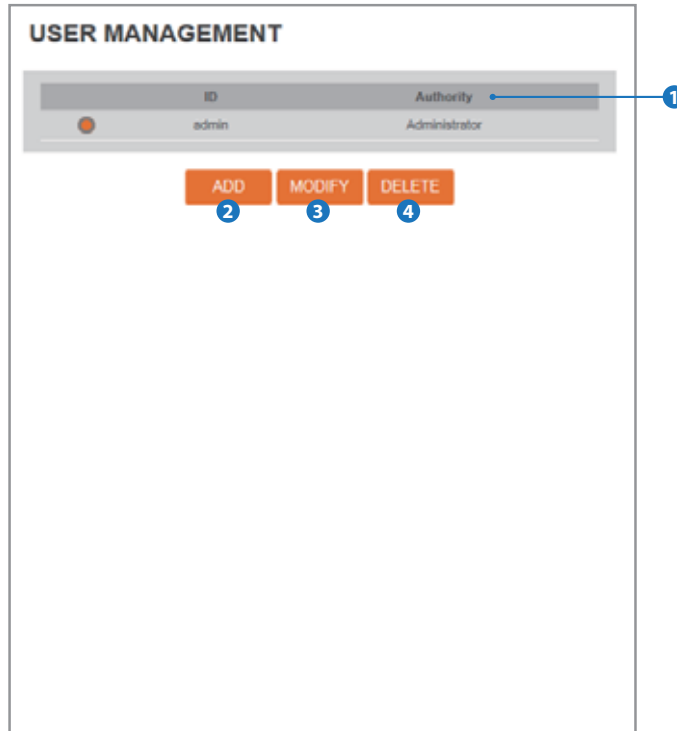 USER MANAGEMENT
ID Authority 1
admin Administrator
ADD MODIFY DELETE
2 3 4